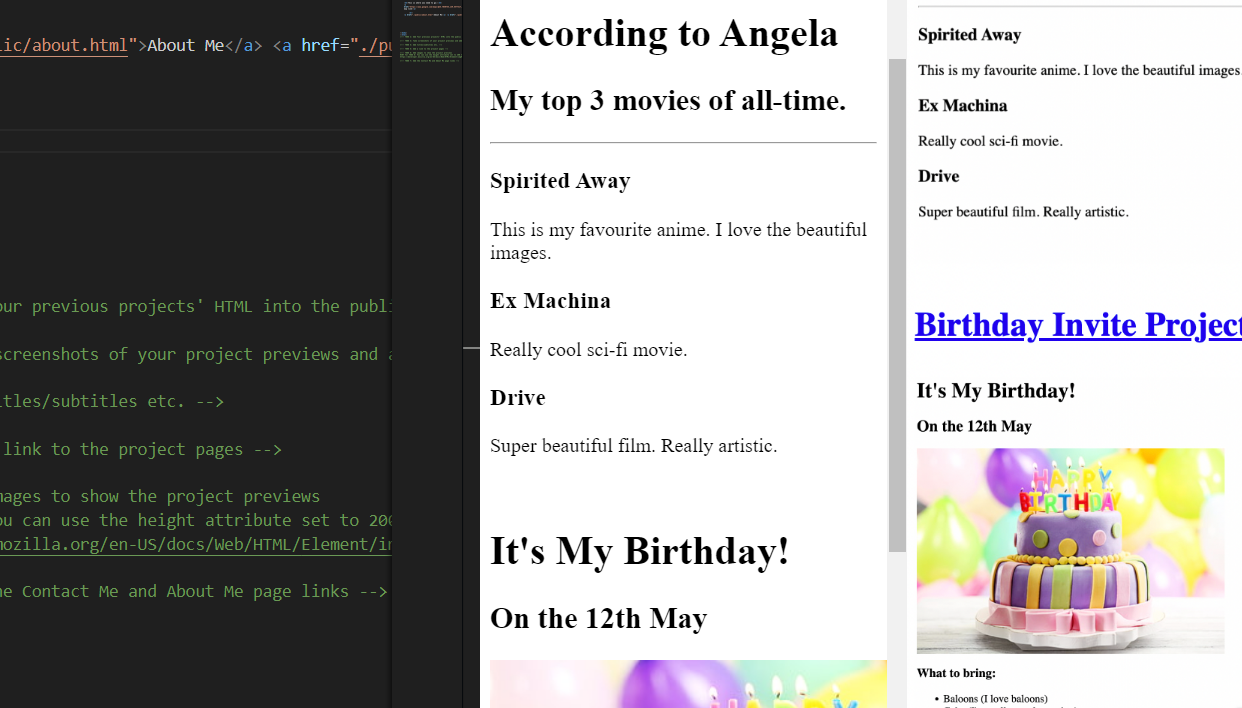 lic/about.html">About Me</a> <a href="./pu
our previous projects' HTML into the publi
screenshots of your project previews and a
itles/subtitles etc. -->
link to the project pages -->
mages to show the project previews
ou can use the height attribute set to 200
mozilla.org/en-US/docs/Web/HTML/Element/im
he Contact Me and About Me page links -->
According to Angela
My top 3 movies of all-time.
Spirited Away
This is my favourite anime. I love the beautiful
images.
Ex Machina
Really cool sci-fi movie.
Drive
Super beautiful film. Really artistic.
It's My Birthday!
On the 12th May
Spirited Away
This is my favourite anime. I love the beautiful images.
Ex Machina
Really cool sci-fi movie.
Drive
Super beautiful film. Really artistic.
Birthday Invite Project
It's My Birthday!
On the 12th May
HAPPY
BIRTHDAY
What to bring:
• Baloons (I love baloons)